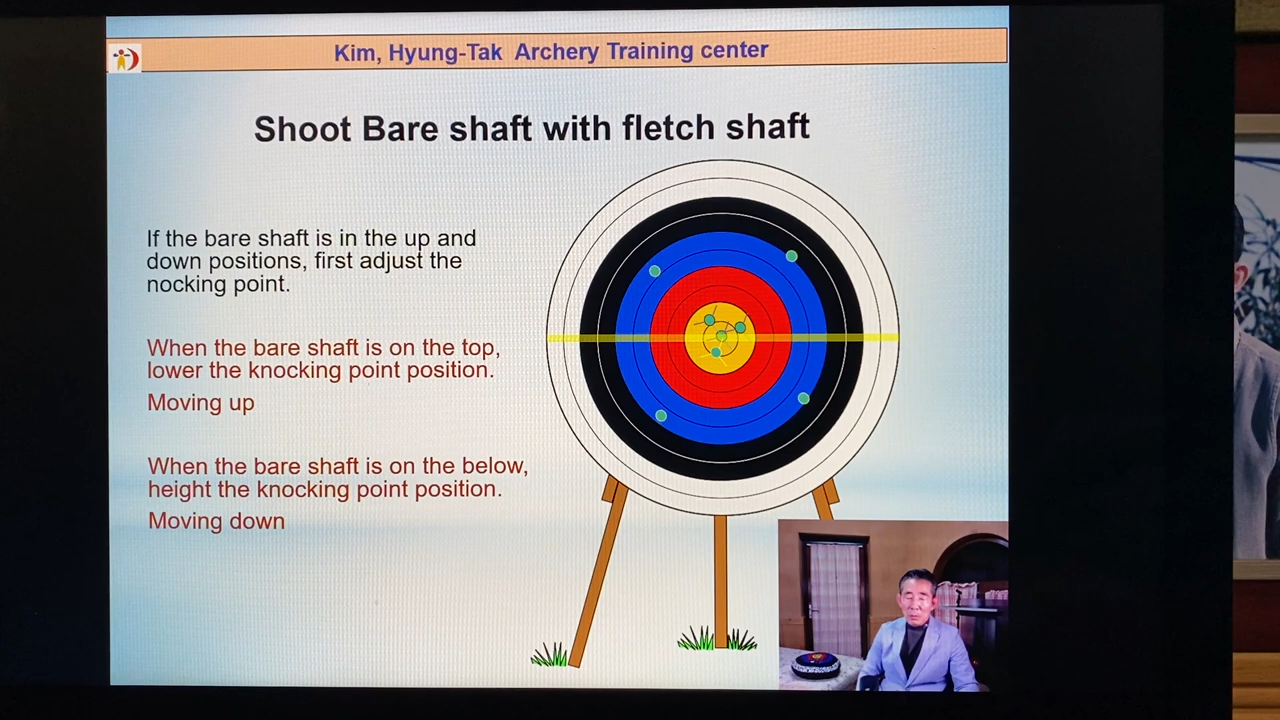 Kim, Hyung-Tak Archery Training center
Shoot Bare shaft with fletch shaft
If the bare shaft is in the up and
down positions, first adjust the
nocking point.
When the bare shaft is on the top,
lower the knocking point position.
Moving up
When the bare shaft is on the below,
height the knocking point position.
Moving down